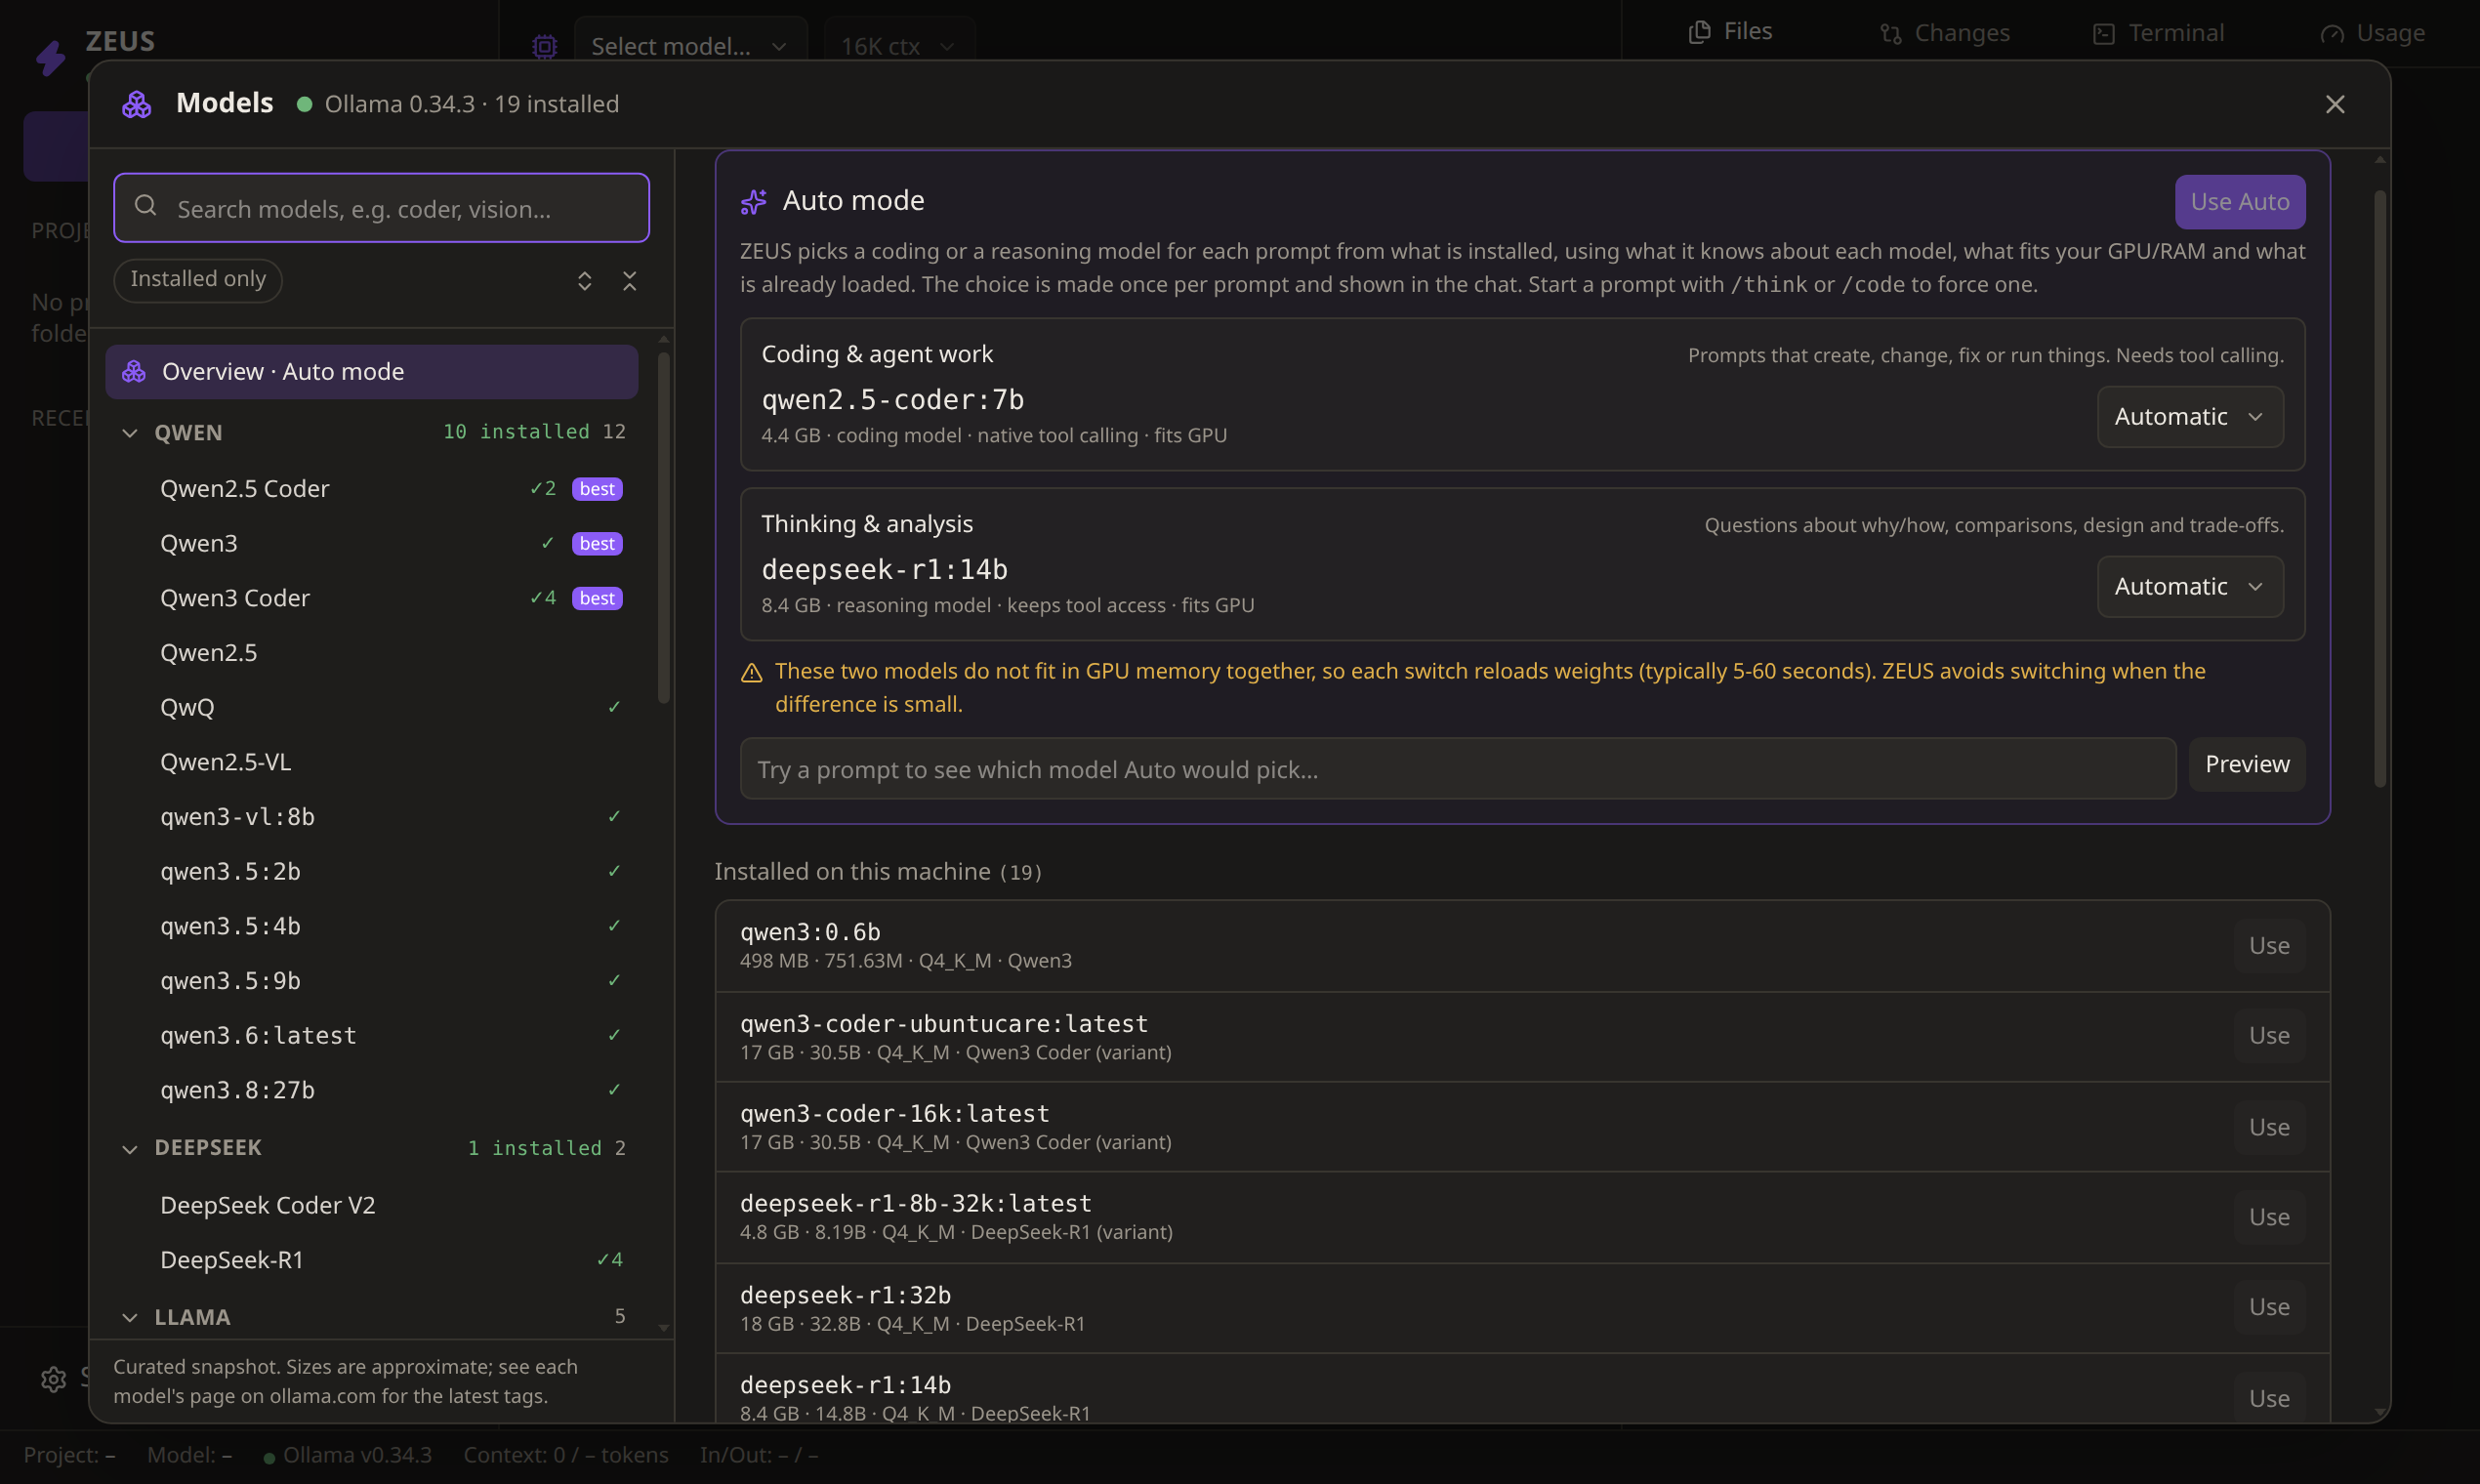 ZEUS
Select model...
16K ctx
Files
Changes
Terminal
Usage
Models
Ollama 0.34.3 · 19 installed
Search models, e.g. coder, vision...
Installed only
Overview · Auto mode
QWEN 10 installed 12
Qwen2.5 Coder ✓2 best
Qwen3 ✓ best
Qwen3 Coder ✓4 best
Qwen2.5
QwQ ✓
Qwen2.5-VL
qwen3-vl:8b ✓
qwen3.5:2b ✓
qwen3.5:4b ✓
qwen3.5:9b ✓
qwen3.6:latest ✓
qwen3.8:27b ✓
DEEPSEEK 1 installed 2
DeepSeek Coder V2
DeepSeek-R1 ✓4
LLAMA 5
Curated snapshot. Sizes are approximate; see each
model's page on ollama.com for the latest tags.
Auto mode
Use Auto
ZEUS picks a coding or a reasoning model for each prompt from what is installed, using what it knows about each model, what fits your GPU/RAM and what
is already loaded. The choice is made once per prompt and shown in the chat. Start a prompt with /think or /code to force one.
Coding & agent work
Prompts that create, change, fix or run things. Needs tool calling.
qwen2.5-coder:7b
Automatic
4.4 GB · coding model · native tool calling · fits GPU
Thinking & analysis
Questions about why/how, comparisons, design and trade-offs.
deepseek-r1:14b
Automatic
8.4 GB · reasoning model · keeps tool access · fits GPU
These two models do not fit in GPU memory together, so each switch reloads weights (typically 5-60 seconds). ZEUS avoids switching when the
difference is small.
Try a prompt to see which model Auto would pick...
Preview
Installed on this machine (19)
qwen3:0.6b
498 MB · 751.63M · Q4_K_M · Qwen3
Use
qwen3-coder-ubuntucare:latest
17 GB · 30.5B · Q4_K_M · Qwen3 Coder (variant)
Use
qwen3-coder-16k:latest
17 GB · 30.5B · Q4_K_M · Qwen3 Coder (variant)
Use
deepseek-r1-8b-32k:latest
4.8 GB · 8.19B · Q4_K_M · DeepSeek-R1 (variant)
Use
deepseek-r1:32b
18 GB · 32.8B · Q4_K_M · DeepSeek-R1
Use
deepseek-r1:14b
8.4 GB · 14.8B · Q4_K_M · DeepSeek-R1
Use
Project: –
Model: –
Ollama v0.34.3
Context: 0 / – tokens
In/Out: – / –